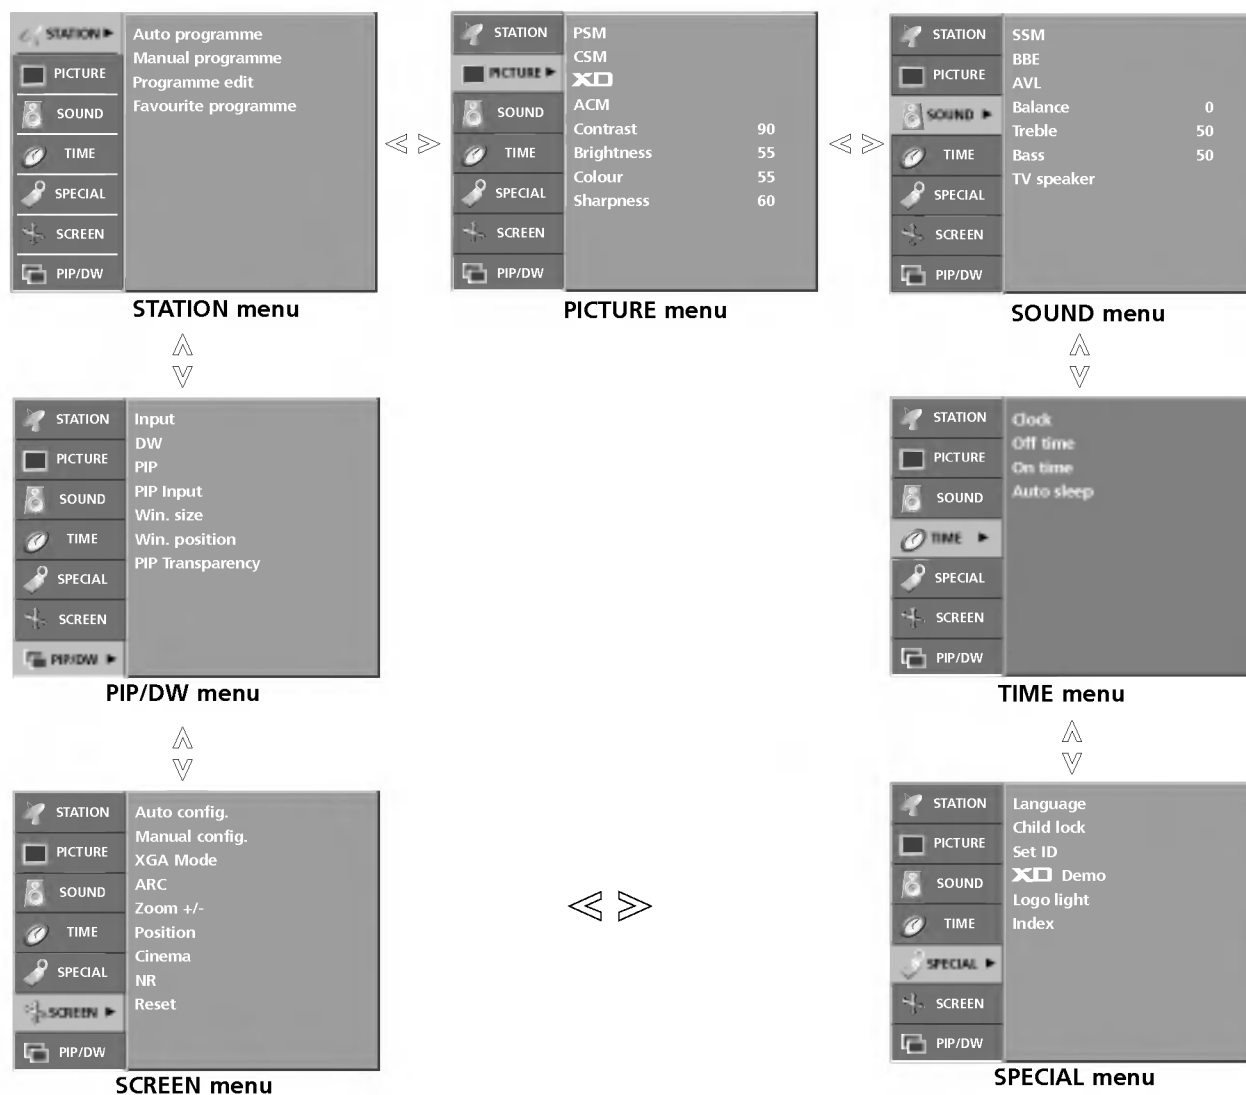 STATION
PICTURE
SOUND
TIME
SPECIAL
SCREEN
PIP/DW
Auto programme
Manual programme
Programme edit
Favourite programme
STATION menu
STATION
PICTURE
SOUND
TIME
SPECIAL
SCREEN
PIP/DW
PSM
CSM
XD
ACM
Contrast 90
Brightness 55
Colour 55
Sharpness 60
PICTURE menu
STATION
PICTURE
SOUND
TIME
SPECIAL
SCREEN
PIP/DW
SSM
BBE
AVL
Balance 0
Treble 50
Bass 50
TV speaker
SOUND menu
STATION
PICTURE
SOUND
TIME
SPECIAL
SCREEN
PIP/DW
Input
DW
PIP
PIP Input
Win. size
Win. position
PIP Transparency
PIP/DW menu
STATION
PICTURE
SOUND
TIME
SPECIAL
SCREEN
PIP/DW
Clock
Off time
On time
Auto sleep
TIME menu
STATION
PICTURE
SOUND
TIME
SPECIAL
SCREEN
PIP/DW
Auto config.
Manual config.
XGA Mode
ARC
Zoom +/-
Position
Cinema
NR
Reset
SCREEN menu
STATION
PICTURE
SOUND
TIME
SPECIAL
SCREEN
PIP/DW
Language
Child lock
Set ID
XD Demo
Logo light
Index
SPECIAL menu